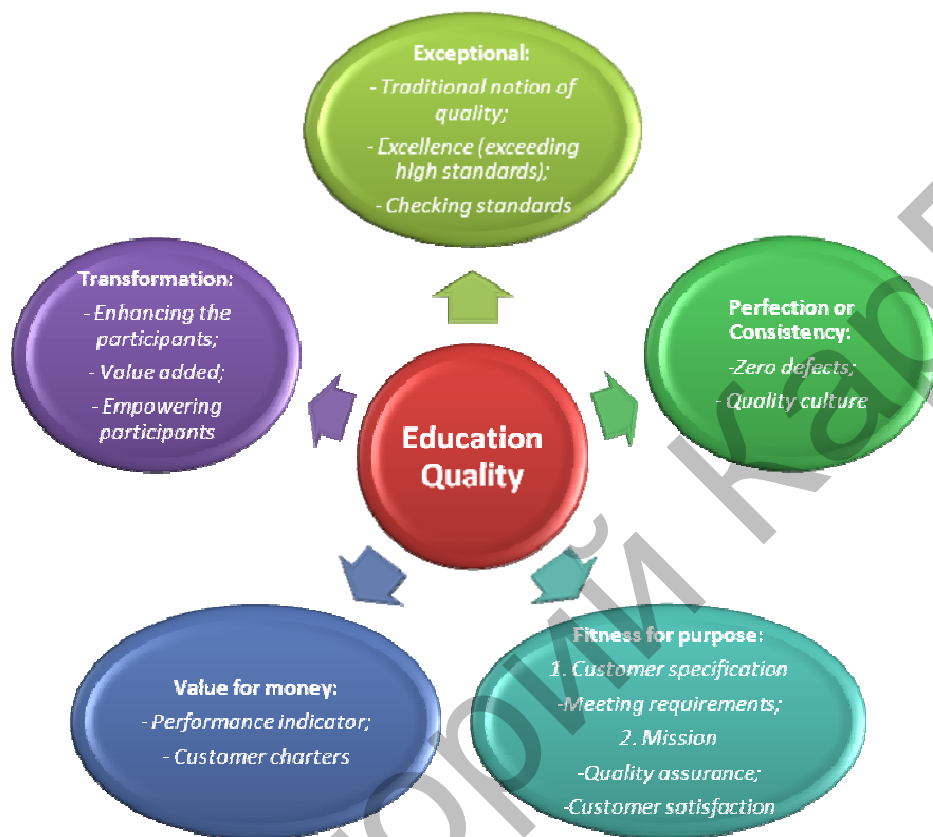 Exceptional:
- Traditional notion of
quality;
- Excellence (exceeding
high standards);
- Checking standards
Transformation:
- Enhancing the
participants;
- Value added;
- Empowering
participants
Perfection or
Consistency:
-Zero defects;
- Quality culture
Education
Quality
Value for money:
- Performance indicator;
- Customer charters
Fitness for purpose:
1. Customer specification
-Meeting requirements;
2. Mission
-Quality assurance;
-Customer satisfaction